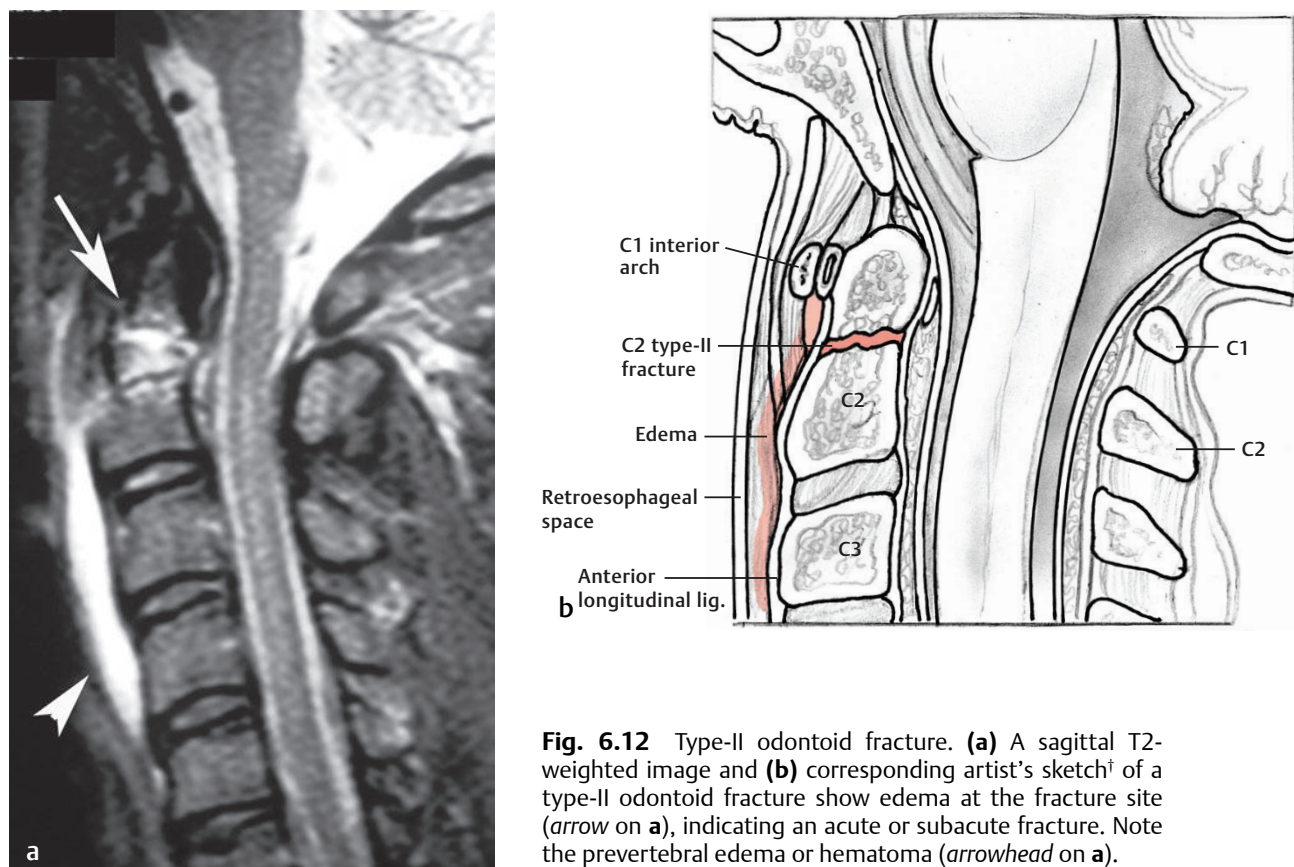 a
C1 interior
arch
C2 type-II
fracture
Edema
Retroesophageal
space
Anterior
longitudinal lig.
C2
C3
C1
C2
b
Fig. 6.12 Type-II odontoid fracture. (a) A sagittal T2-
weighted image and (b) corresponding artist's sketch† of a
type-II odontoid fracture show edema at the fracture site
(arrow on a), indicating an acute or subacute fracture. Note
the prevertebral edema or hematoma (arrowhead on a).